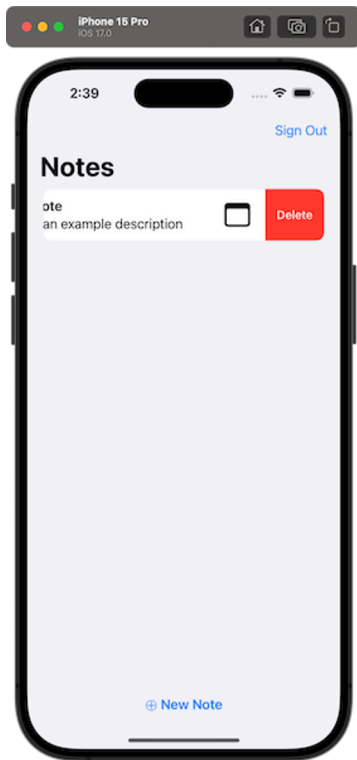 iPhone 15 Pro
iOS 17.0
2:39
Sign Out
Notes
ote
an example description
Delete
New Note